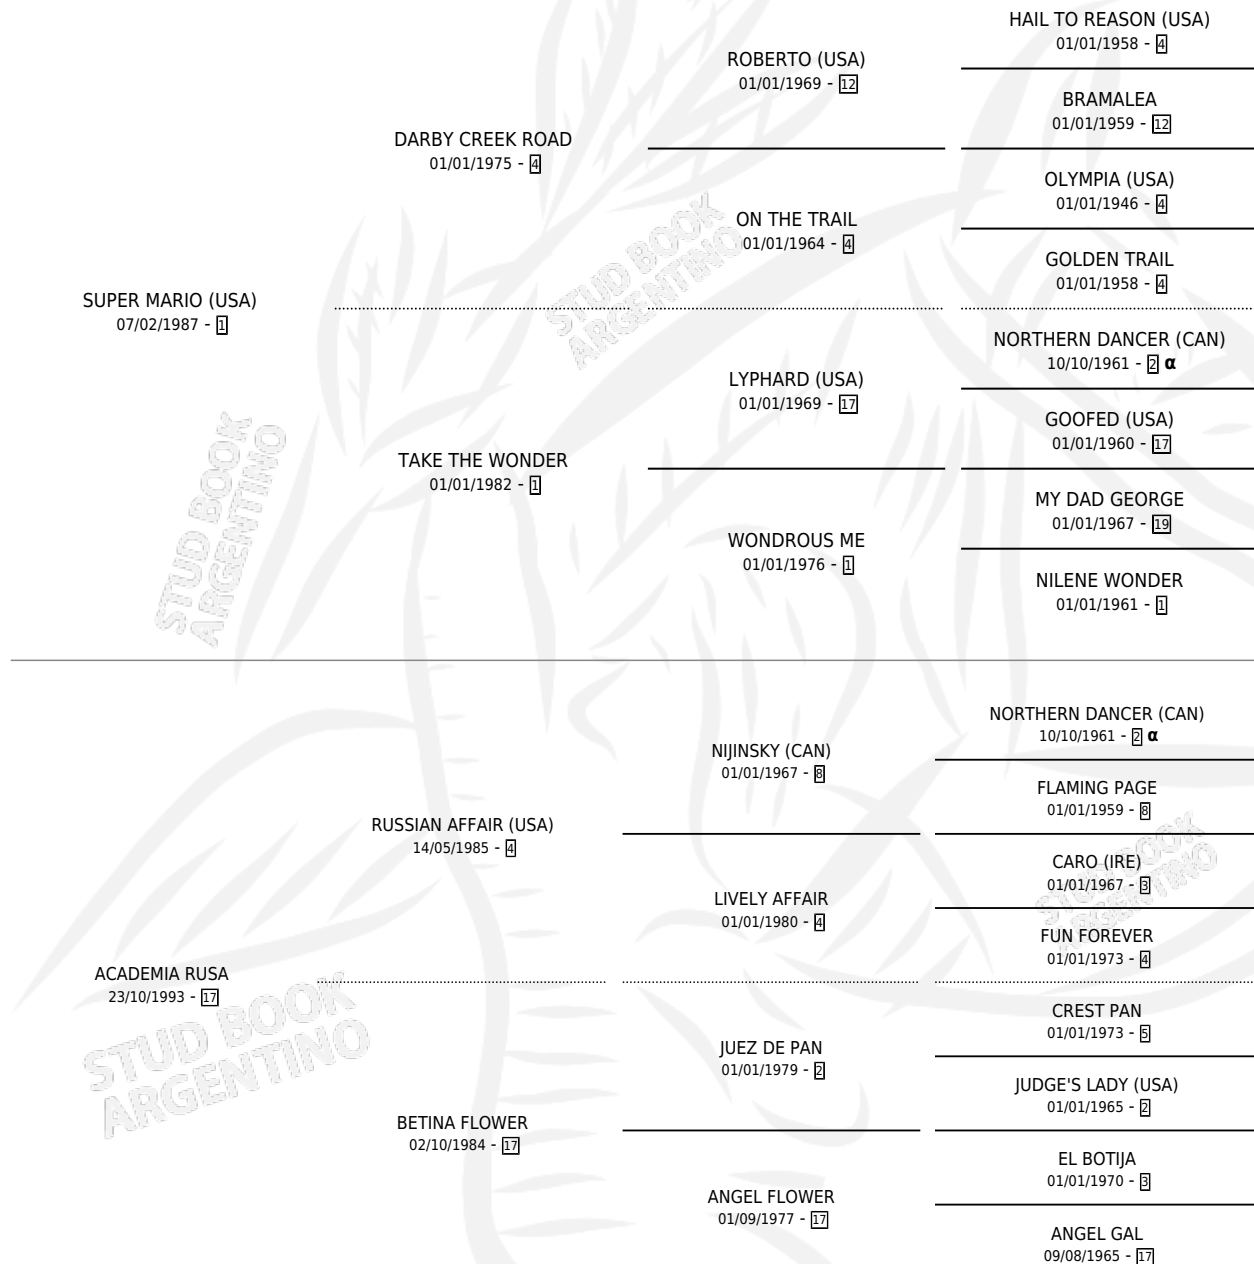 HAIL TO REASON (USA)
01/01/1958 - 4
ROBERTO (USA)
01/01/1969 - 12
BRAMALEA
01/01/1959 - 12
DARBY CREEK ROAD
01/01/1975 - 4
OLYMPIA (USA)
01/01/1946 - 4
ON THE TRAIL
01/01/1964 - 4
GOLDEN TRAIL
01/01/1958 - 4
SUPER MARIO (USA)
07/02/1987 - 1
NORTHERN DANCER (CAN)
10/10/1961 - 2 α
LYPHARD (USA)
01/01/1969 - 17
GOOFED (USA)
01/01/1960 - 17
TAKE THE WONDER
01/01/1982 - 1
MY DAD GEORGE
01/01/1967 - 19
WONDROUS ME
01/01/1976 - 1
NILENE WONDER
01/01/1961 - 1
NORTHERN DANCER (CAN)
10/10/1961 - 2 α
NIJINSKY (CAN)
01/01/1967 - 8
FLAMING PAGE
01/01/1959 - 8
RUSSIAN AFFAIR (USA)
14/05/1985 - 4
CARO (IRE)
01/01/1967 - 3
LIVELY AFFAIR
01/01/1980 - 4
FUN FOREVER
01/01/1973 - 4
ACADEMIA RUSA
23/10/1993 - 17
CREST PAN
01/01/1973 - 5
JUEZ DE PAN
01/01/1979 - 2
JUDGE'S LADY (USA)
01/01/1965 - 2
BETINA FLOWER
02/10/1984 - 17
EL BOTIJA
01/01/1970 - 3
ANGEL FLOWER
01/09/1977 - 17
ANGEL GAL
09/08/1965 - 17
STUD BOOK
ARGENTINO
STUD BOOK
ARGENTINO
STUD BOOK
ARGENTINO
STUD BOOK
ARGENTINO